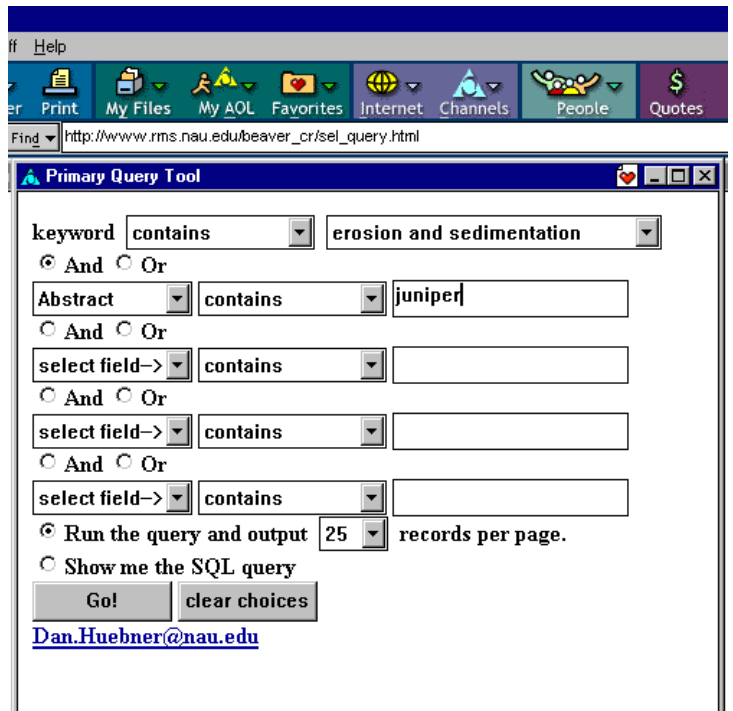 ff Help
er Print My Files My AOL Favorites Internet Channels People Quotes
Find http://www.rms.nau.edu/beaver_cr/sel_query.html
Primary Query Tool
keyword contains erosion and sedimentation
And Or
Abstract contains juniper
And Or
select field--> contains
And Or
select field--> contains
And Or
select field--> contains
Run the query and output 25 records per page.
Show me the SQL query
Go! clear choices
Dan.Huebner@nau.edu